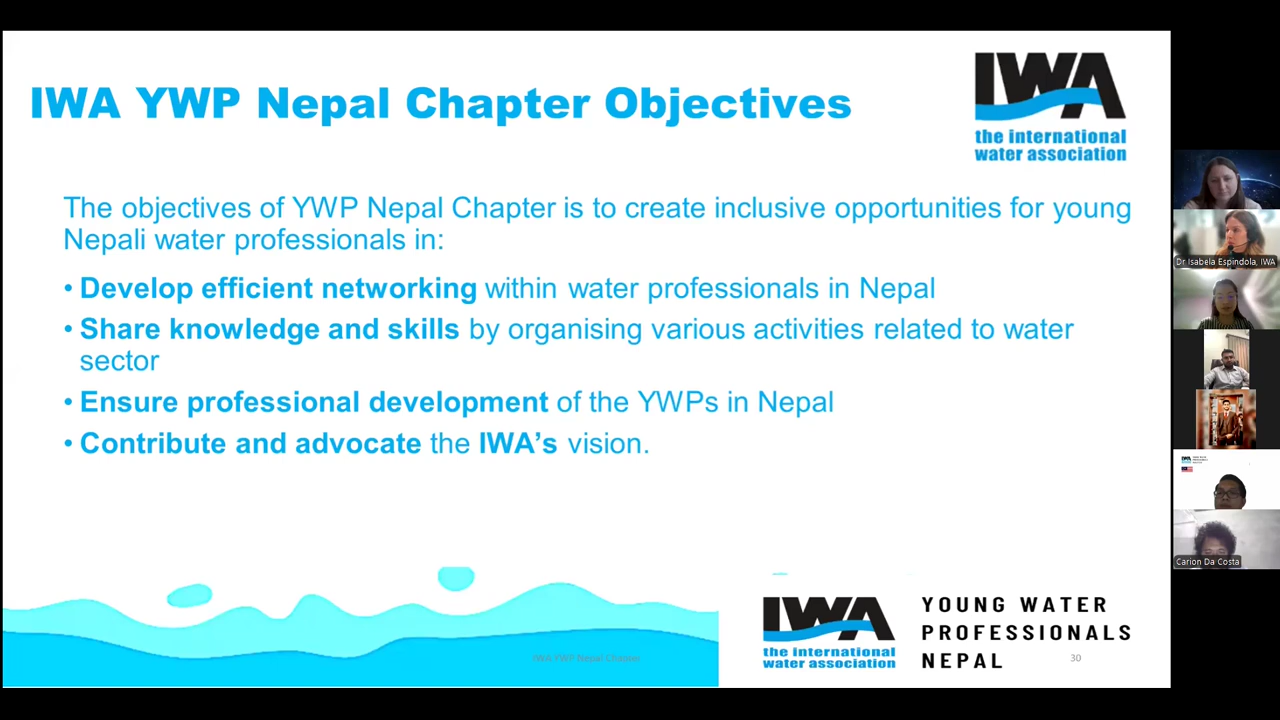 IWA YWP Nepal Chapter Objectives
IWA
the international
water association
The objectives of YWP Nepal Chapter is to create inclusive opportunities for young
Nepali water professionals in:
• Develop efficient networking within water professionals in Nepal
• Share knowledge and skills by organising various activities related to water
sector
• Ensure professional development of the YWPs in Nepal
• Contribute and advocate the IWA's vision.
Dr Isabela Espindola, IWA
Carion Da Costa
IWA YWP Nepal Chapter
IWA
the international
water association
YOUNG WATER
PROFESSIONALS
NEPAL
30